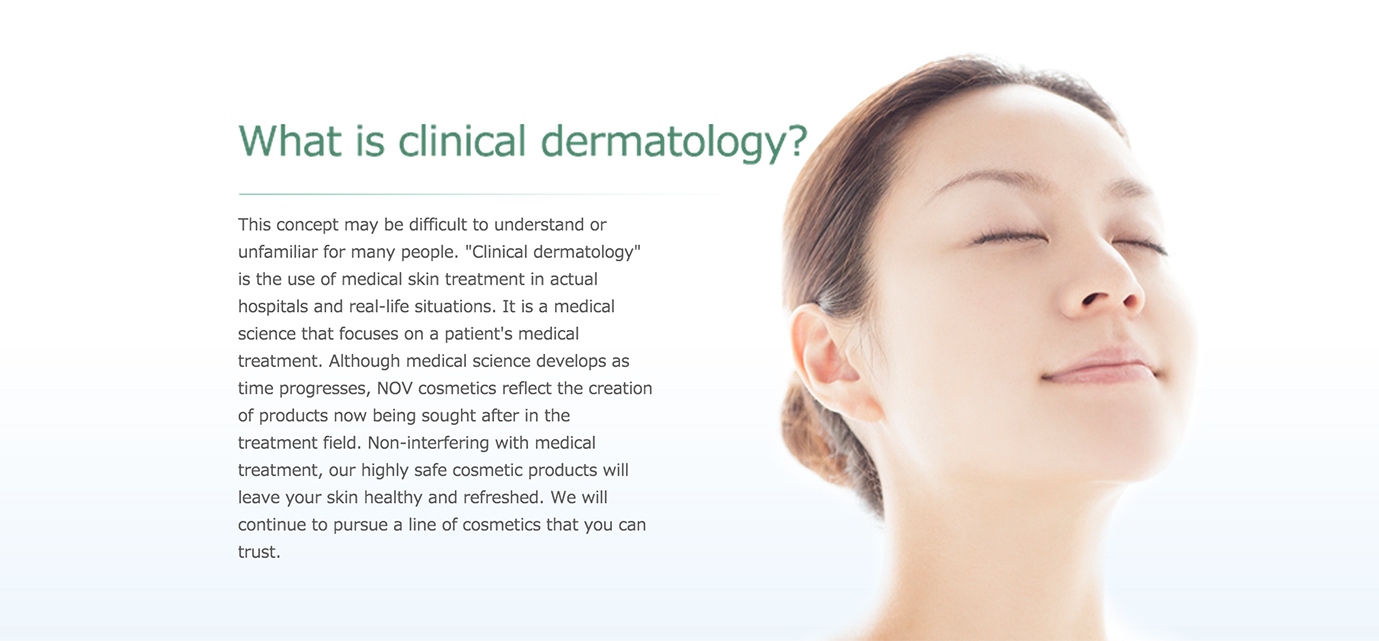 What is clinical dermatology?
This concept may be difficult to understand or
unfamiliar for many people. "Clinical dermatology"
is the use of medical skin treatment in actual
hospitals and real-life situations. It is a medical
science that focuses on a patient's medical
treatment. Although medical science develops as
time progresses, NOV cosmetics reflect the creation
of products now being sought after in the
treatment field. Non-interfering with medical
treatment, our highly safe cosmetic products will
leave your skin healthy and refreshed. We will
continue to pursue a line of cosmetics that you can
trust.